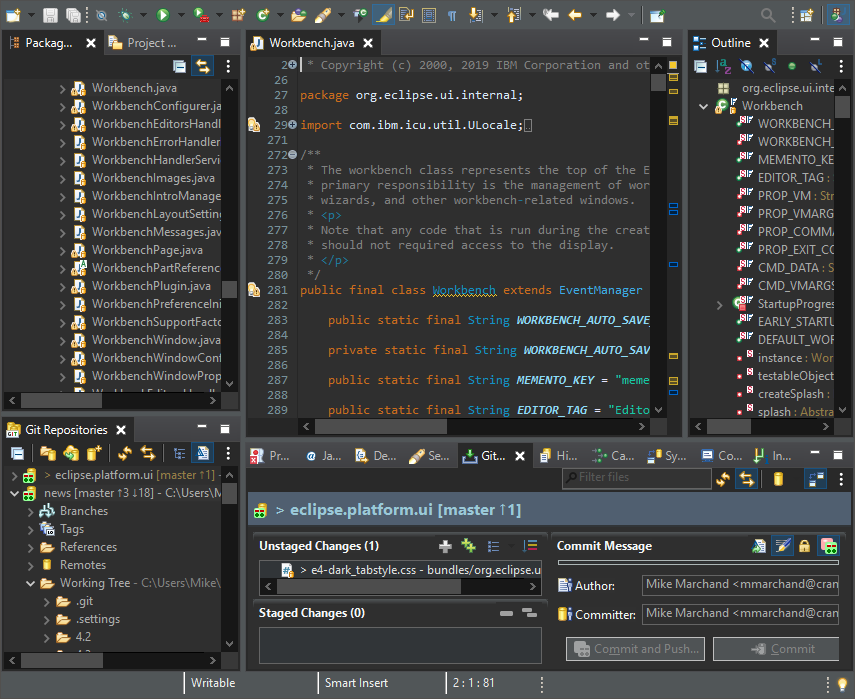 Packag...
Project ...
Workbench.java
WorkbenchConfigurer.ja
WorkbenchEditorsHandl
WorkbenchErrorHandler
WorkbenchHandlerServi
WorkbenchImages.java
WorkbenchIntroManage
WorkbenchLayoutSetting
WorkbenchMessages.jav
WorkbenchPage.java
WorkbenchPartReferenc
WorkbenchPlugin.java
WorkbenchPreferenceIni
WorkbenchSupportFacto
WorkbenchWindow.java
WorkbenchWindowConf
WorkbenchWindowProp
Git Repositories
> eclipse.platform.ui [master ↑1] -
news [master ↑3 ↓18] - C:\Users\M
Branches
Tags
References
Remotes
Working Tree - C:\Users\Mike\
.git
.settings
4.2
Workbench.java
2 * Copyright (c) 2000, 2019 IBM Corporation and ot
26
27 package org.eclipse.ui.internal;
28
29 import com.ibm.icu.util.ULocale;
271
272 /**
273 * The workbench class represents the top of the E
274 * primary responsibility is the management of wor
275 * wizards, and other workbench-related windows.
276 * <p>
277 * Note that any code that is run during the creat
278 * should not required access to the display.
279 * </p>
280 */
281 public final class Workbench extends EventManager
282
283 public static final String WORKBENCH_AUTO_SAVE_
284
285 private static final String WORKBENCH_AUTO_SAV
286
287 public static final String MEMENTO_KEY = "meme
288
289 public static final String EDITOR_TAG = "Edito
Outline
org.eclipse.ui.inte
Workbench
WORKBENCH_
WORKBENCH_
MEMENTO_KE
EDITOR_TAG :
PROP_VM : Str
PROP_VMARG
PROP_COMMA
PROP_EXIT_CO
CMD_DATA : S
CMD_VMARGS
StartupProgres
EARLY_STARTU
DEFAULT_WOR
instance : Wor
testableObject
createSplash :
splash : Abstra
Pr...
Ja...
De...
Se...
Git...
Hi...
Ca...
Sy...
Co...
In...
Filter files
> eclipse.platform.ui [master ↑1]
Unstaged Changes (1)
> e4-dark_tabstyle.css - bundles/org.eclipse.u
Staged Changes (0)
Commit Message
Author:
Mike Marchand <mmarchand@cran
Committer:
Mike Marchand <mmarchand@cran
Commit and Push...
Commit
Writable
Smart Insert
2 : 1 : 81